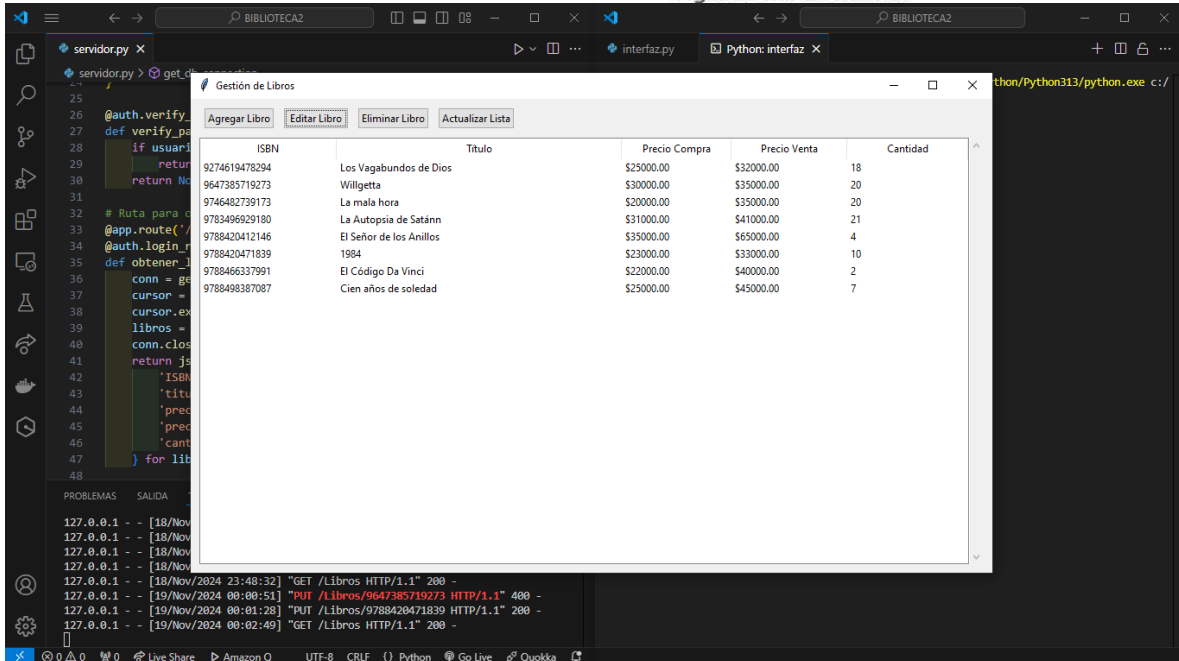 BIBLIOTECA2
BIBLIOTECA2
servidor.py
interfaz.py
Python: interfaz
servidor.py > get_db_connection
thon/Python313/python.exe c:/
Gestión de Libros
Agregar Libro Editar Libro Eliminar Libro Actualizar Lista
ISBN Título Precio Compra Precio Venta Cantidad
9274619478294 Los Vagabundos de Dios $25000.00 $32000.00 18
9647385719273 Willgetta $30000.00 $35000.00 20
9746482739173 La mala hora $20000.00 $35000.00 20
9783496929180 La Autopsia de Satánn $31000.00 $41000.00 21
9788420412146 El Señor de los Anillos $35000.00 $65000.00 4
9788420471839 1984 $23000.00 $33000.00 10
9788466337991 El Código Da Vinci $22000.00 $40000.00 2
9788498387087 Cien años de soledad $25000.00 $45000.00 7
24 }
25
26 @auth.verify_
27 def verify_pa
28 if usuari
29 retur
30 return No
31
32 # Ruta para o
33 @app.route('/
34 @auth.login_r
35 def obtener_l
36 conn = ge
37 cursor =
38 cursor.ex
39 libros =
40 conn.clos
41 return js
42 'ISBN
43 'titu
44 'prec
45 'prec
46 'cant
47 } for lib
48
PROBLEMAS SALIDA
127.0.0.1 - - [18/Nov
127.0.0.1 - - [18/Nov
127.0.0.1 - - [18/Nov
127.0.0.1 - - [18/Nov
127.0.0.1 - - [18/Nov/2024 23:48:32] "GET /Libros HTTP/1.1" 200 -
127.0.0.1 - - [19/Nov/2024 00:00:51] "PUT /Libros/9647385719273 HTTP/1.1" 400 -
127.0.0.1 - - [19/Nov/2024 00:01:28] "PUT /Libros/9788420471839 HTTP/1.1" 200 -
127.0.0.1 - - [19/Nov/2024 00:02:49] "GET /Libros HTTP/1.1" 200 -
0 0 0 Live Share Amazon Q UTF-8 CRLF {} Python Go Live Quokka